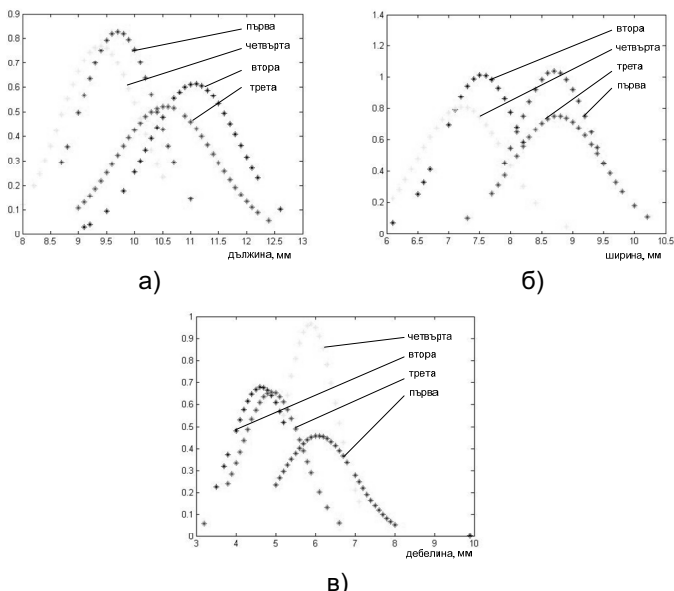 0.9
0.8
0.7
0.6
0.5
0.4
0.3
0.2
0.1
0
8 8.5 9 9.5 10 10.5 11 11.5 12 12.5 13
първа
четвърта
втора
трета
дължина, мм
а)
1.4
1.2
1
0.8
0.6
0.4
0.2
0
6 6.5 7 7.5 8 8.5 9 9.5 10 10.5
втора
четвърта
трета
първа
ширина, мм
б)
1
0.9
0.8
0.7
0.6
0.5
0.4
0.3
0.2
0.1
0
3 4 5 6 7 8 9 10
четвърта
втора
трета
първа
дебелина, мм
в)